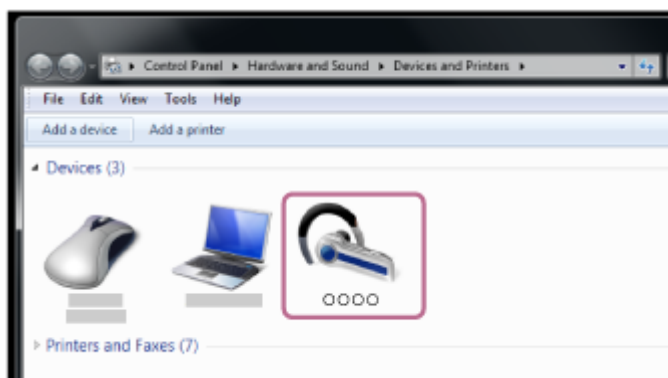 Control Panel ▸ Hardware and Sound ▸ Devices and Printers ▸
File Edit View Tools Help
Add a device Add a printer
Devices (3)
OOOO
Printers and Faxes (7)